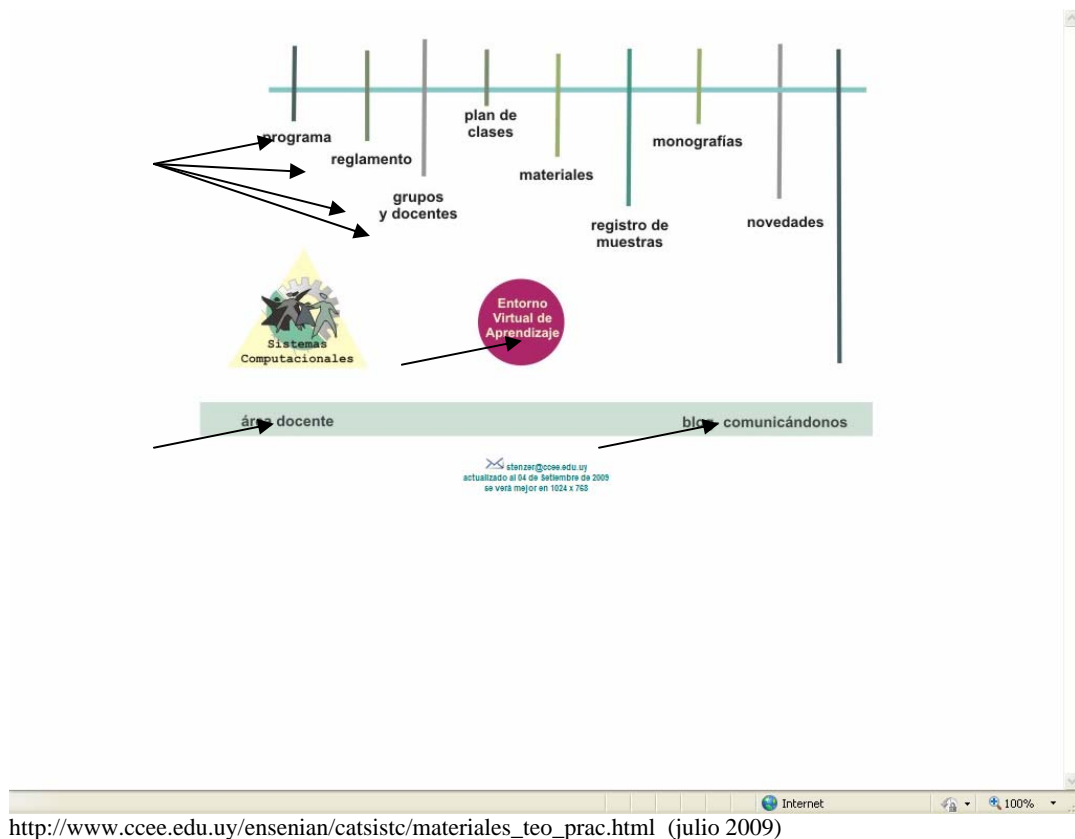 programa
reglamento
grupos
y docentes
plan de
clases
materiales
registro de
muestras
monografías
novedades
Sistemas
Computacionales
Entorno
Virtual de
Aprendizaje
área docente
blog comunicándonos
stenzer@ccee.edu.uy
actualizado al 04 de Setiembre de 2009
se verá mejor en 1024 x 768
Internet
100%
http://www.ccee.edu.uy/ensenian/catsistc/materiales_teo_prac.html (julio 2009)